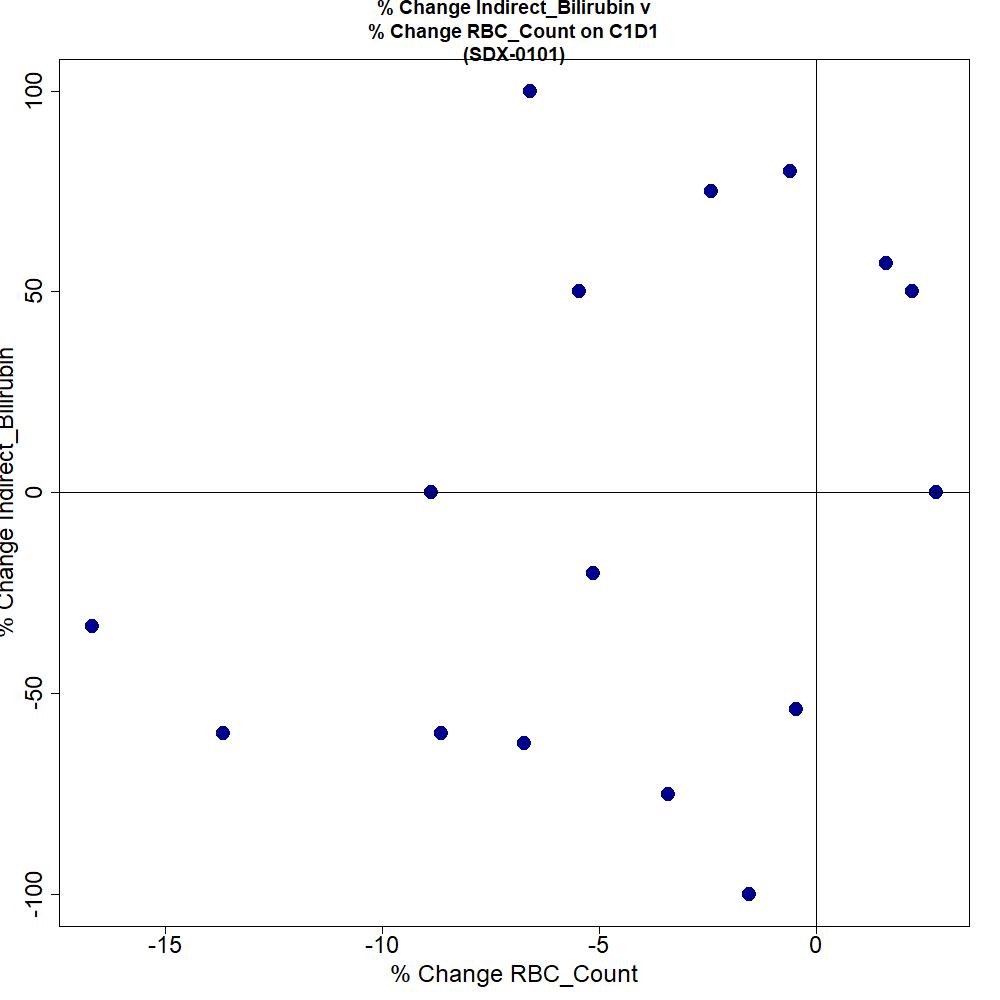 % Change Indirect_Bilirubin v
% Change RBC_Count on C1D1
(SDX-0101)
% Change Indirect_Bilirubin
100
50
0
-50
-100
-15
-10
-5
0
% Change RBC_Count